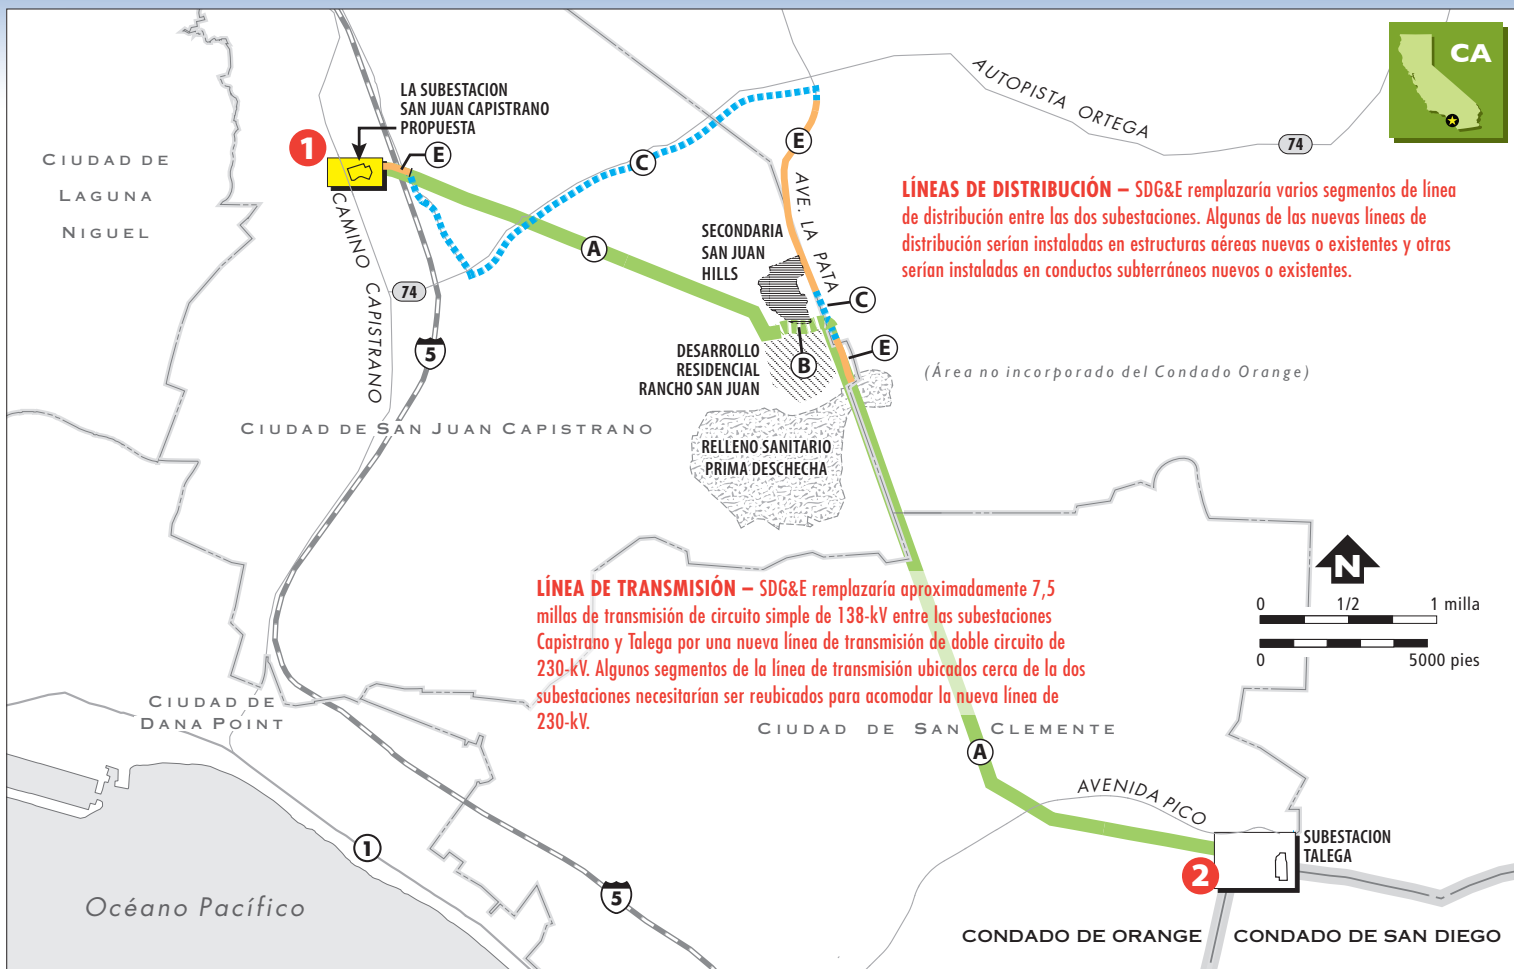 CA
LA SUBESTACION
SAN JUAN CAPISTRANO
PROPUESTA
1
E
CIUDAD DE
LAGUNA
NIGUEL
C
E
AUTOPISTA ORTEGA
74
LÍNEAS DE DISTRIBUCIÓN – SDG&E remplazaría varios segmentos de línea
de distribución entre las dos subestaciones. Algunas de las nuevas líneas de
distribución serían instaladas en estructuras aéreas nuevas o existentes y otras
serían instaladas en conductos subterráneos nuevos o existentes.
CAMINO CAPISTRANO
A
SECONDARIA
SAN JUAN
HILLS
AVE. LA PATA
74
C
5
DESARROLLO
RESIDENCIAL
RANCHO SAN JUAN
B
E
(Área no incorporado del Condado Orange)
CIUDAD DE SAN JUAN CAPISTRANO
RELLENO SANITARIO
PRIMA DESCHECHA
N
0 1/2 1 milla
0 5000 pies
LÍNEA DE TRANSMISIÓN – SDG&E remplazaría aproximadamente 7,5
millas de transmisión de circuito simple de 138-kV entre las subestaciones
Capistrano y Talega por una nueva línea de transmisión de doble circuito de
230-kV. Algunos segmentos de la línea de transmisión ubicados cerca de la dos
subestaciones necesitarían ser reubicados para acomodar la nueva línea de
230-kV.
CIUDAD DE
DANA POINT
CIUDAD DE SAN CLEMENTE
A
AVENIDA PICO
SUBESTACION
TALEGA
2
1
5
Océano Pacífico
CONDADO DE ORANGE
CONDADO DE SAN DIEGO